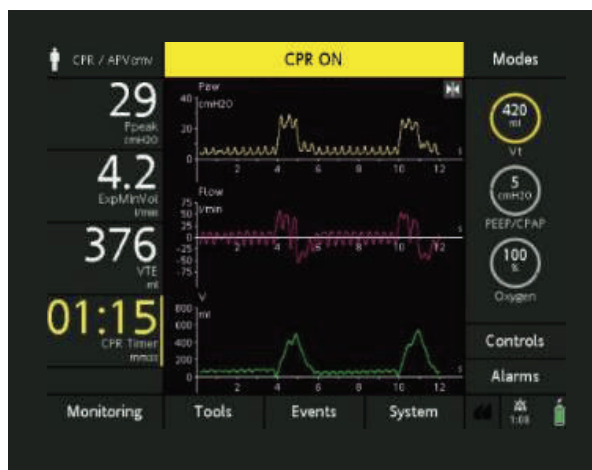 CPR / APVcmv
CPR ON
Modes
29
Ppeak
cmH2O
4.2
ExpMinVol
l/min
376
VTE
ml
01:15
CPR Timer
mm:ss
Paw
cmH2O
40
20
2 4 6 8 10 12 s
Flow
l/min
75
50
25
0
-25
-50
-75
2 4 6 8 10 12 s
V
ml
800
600
400
200
0
2 4 6 8 10 12 s
420
ml
Vt
5
cmH2O
PEEP/CPAP
100
%
Oxygen
Controls
Alarms
Monitoring Tools Events System
1:08